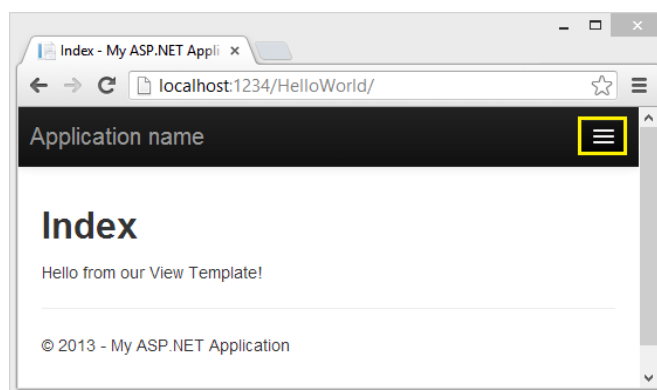 Index - My ASP.NET Appli
localhost:1234/HelloWorld/
Application name
Index
Hello from our View Template!
© 2013 - My ASP.NET Application